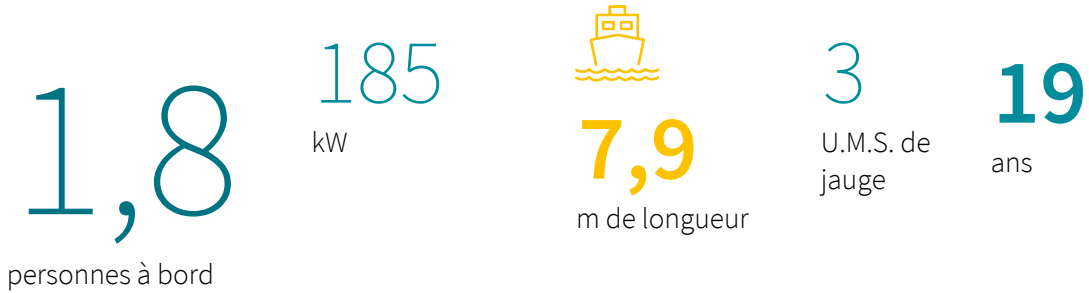 1,8
personnes à bord
185
kW
7,9
m de longueur
3
U.M.S. de
jauge
19
ans